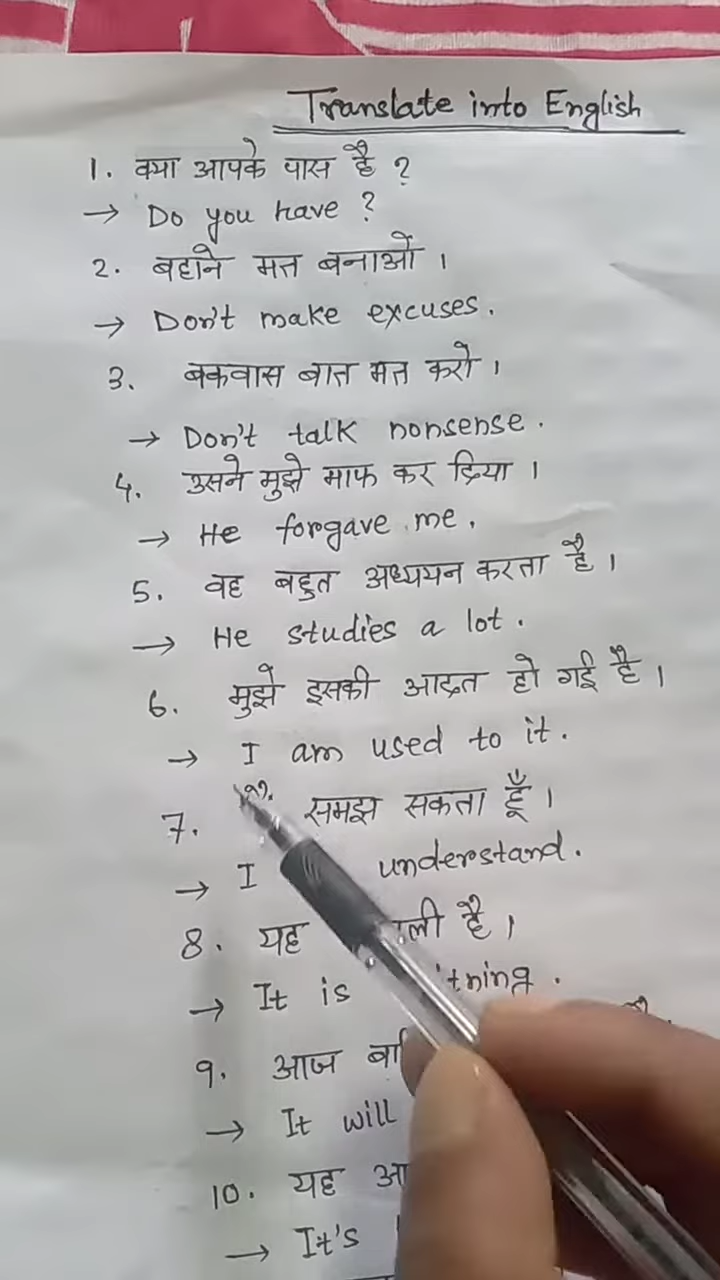 Translate into English
1. क्या आपके पास है ?
→ Do you have ?
2. बहाने मत बनाओं ।
→ Don't make excuses.
3. बकवास बात मत करो ।
→ Don't talk nonsense.
4. उसने मुझे माफ कर दिया ।
→ He forgave me.
5. वह बहुत अध्ययन करता है ।
→ He studies a lot.
6. मुझे इसकी आदत हो गई है ।
→ I am used to it.
7. समझ सकता हूँ ।
→ I understand.
8. यह है ।
→ It is
9. आज
→ It will
10. यह
→ It's